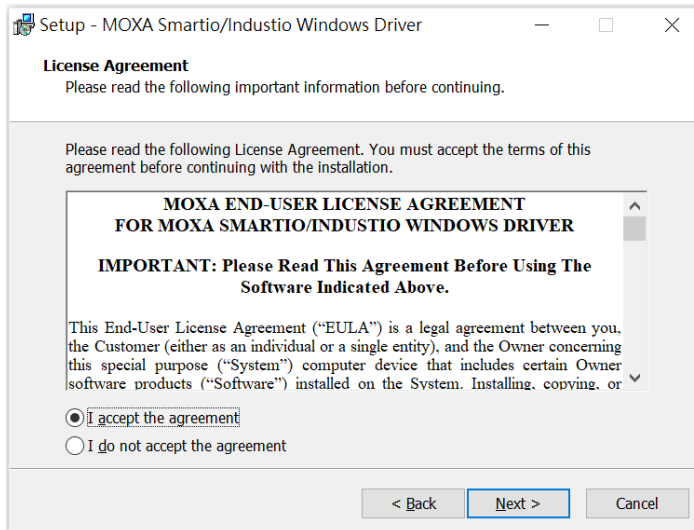 Setup - MOXA Smartio/Industio Windows Driver
License Agreement
Please read the following important information before continuing.
Please read the following License Agreement. You must accept the terms of this
agreement before continuing with the installation.
MOXA END-USER LICENSE AGREEMENT
FOR MOXA SMARTIO/INDUSTIO WINDOWS DRIVER
IMPORTANT: Please Read This Agreement Before Using The
Software Indicated Above.
This End-User License Agreement (“EULA”) is a legal agreement between you,
the Customer (either as an individual or a single entity), and the Owner concerning
this special purpose (“System”) computer device that includes certain Owner
software products (“Software”) installed on the System. Installing, copying, or
I accept the agreement
I do not accept the agreement
< Back
Next >
Cancel